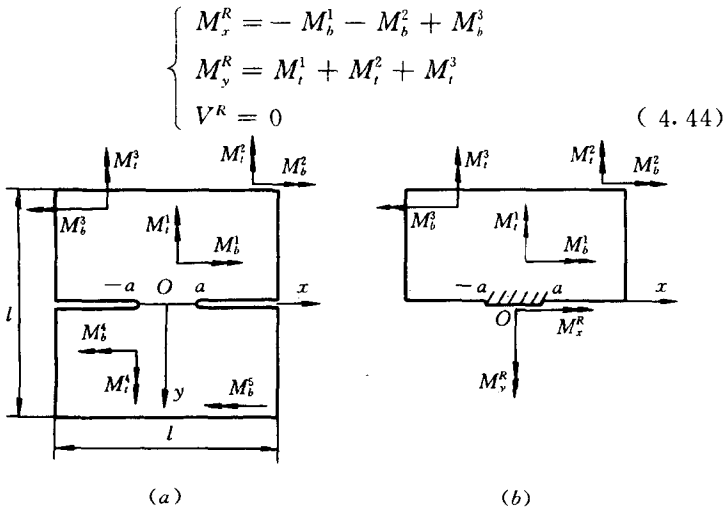 M_x^R = − M_b^1 − M_b^2 + M_b^3
M_y^R = M_t^1 + M_t^2 + M_t^3
V^R = 0 (4.44)
M_t^3 M_t^2 M_b^2
M_b^3 M_t^1 M_b^1
−a O a x
l
M_b^4
M_t^4 y M_b^5
l
(a)
M_t^3 M_t^2 M_b^2
M_b^3 M_t^1 M_b^1
−a a x
O M_x^R
M_y^R
(b)